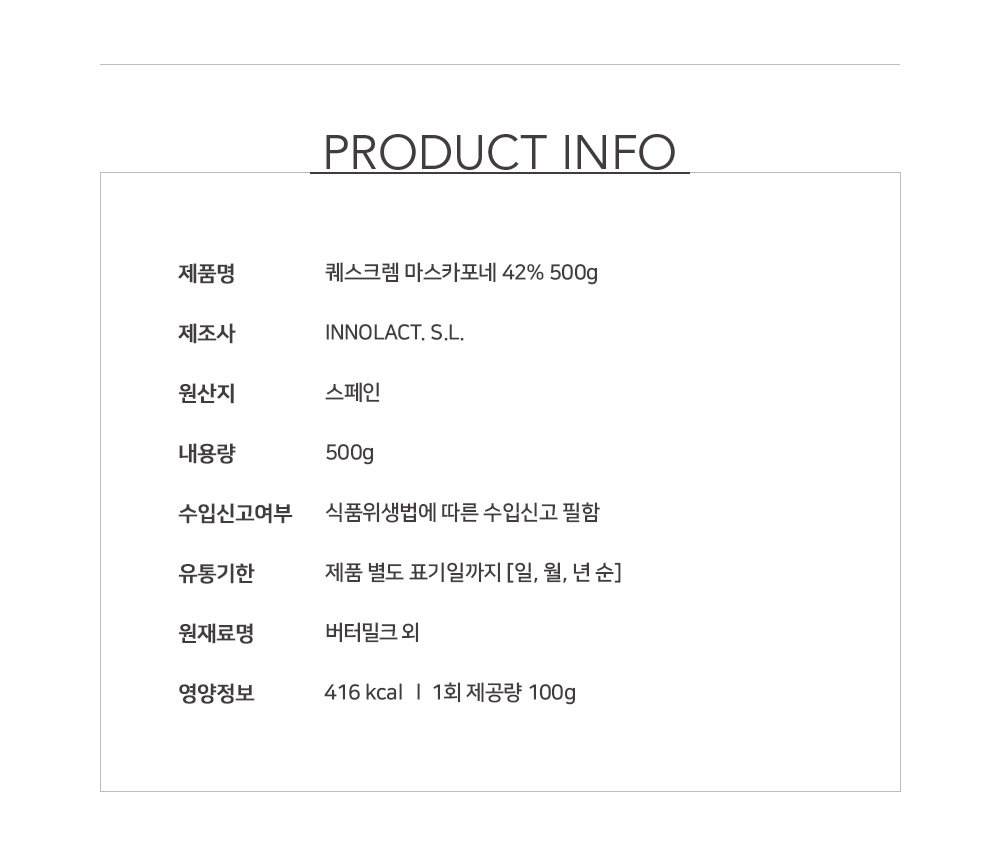 PRODUCT INFO
제품명 퀘스크렘 마스카포네 42% 500g
제조사 INNOLACT. S.L.
원산지 스페인
내용량 500g
수입신고여부 식품위생법에 따른 수입신고 필함
유통기한 제품 별도 표기일까지 [일, 월, 년 순]
원재료명 버터밀크 외
영양정보 416 kcal ㅣ 1회 제공량 100g